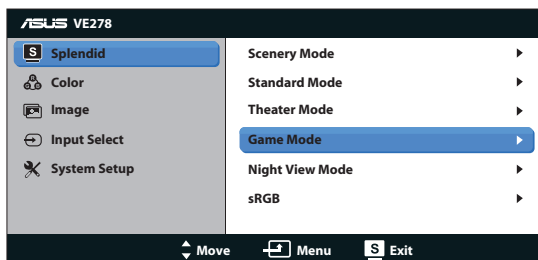 ASUS VE278
S Splendid
Color
Image
Input Select
System Setup
Scenery Mode
Standard Mode
Theater Mode
Game Mode
Night View Mode
sRGB
Move Menu S Exit